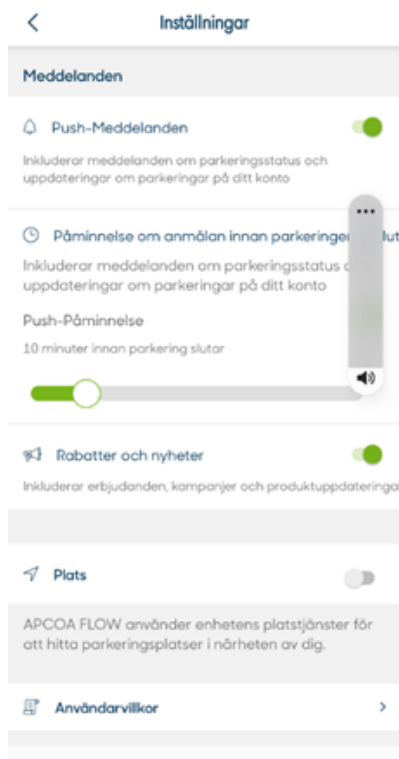 Inställningar
Meddelanden
Push-Meddelanden
Inkluderar meddelanden om parkeringsstatus och
uppdateringar om parkeringar på ditt konto
Påminnelse om anmälan innan parkeringen lut
Inkluderar meddelanden om parkeringsstatus o
uppdateringar om parkeringar på ditt konto
Push-Påminnelse
10 minuter innan parkering slutar
Rabatter och nyheter
Inkluderar erbjudanden, kampanjer och produktuppdateringa
Plats
APCOA FLOW använder enhetens platstjänster för
att hitta parkeringsplatser i närheten av dig.
Användarvillkor